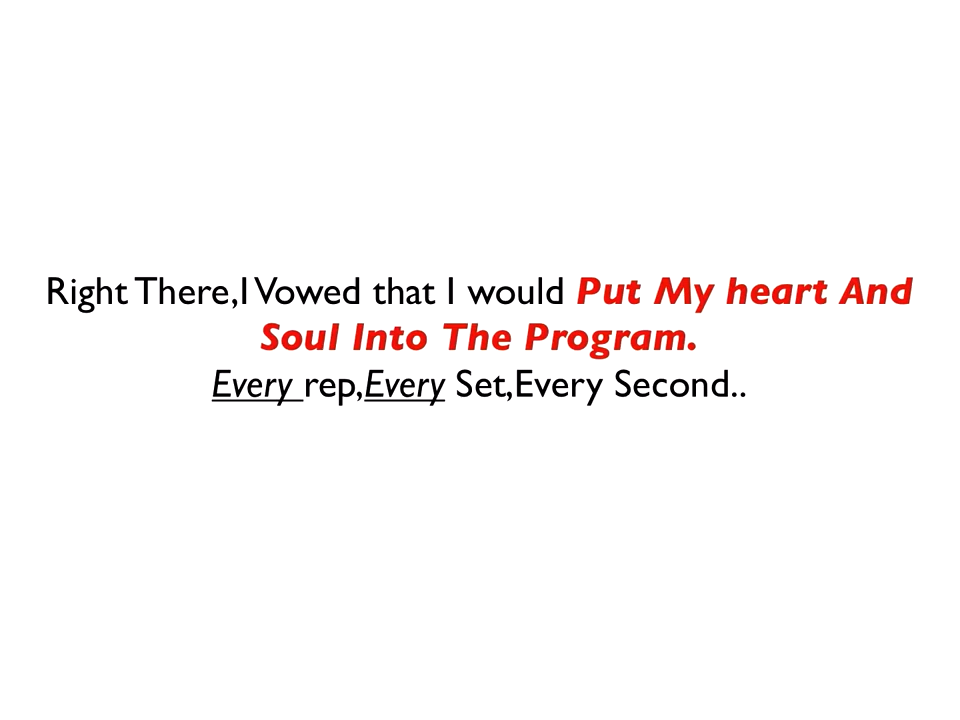 Right There,I Vowed that I would Put My heart And
Soul Into The Program.
Every rep,Every Set,Every Second..